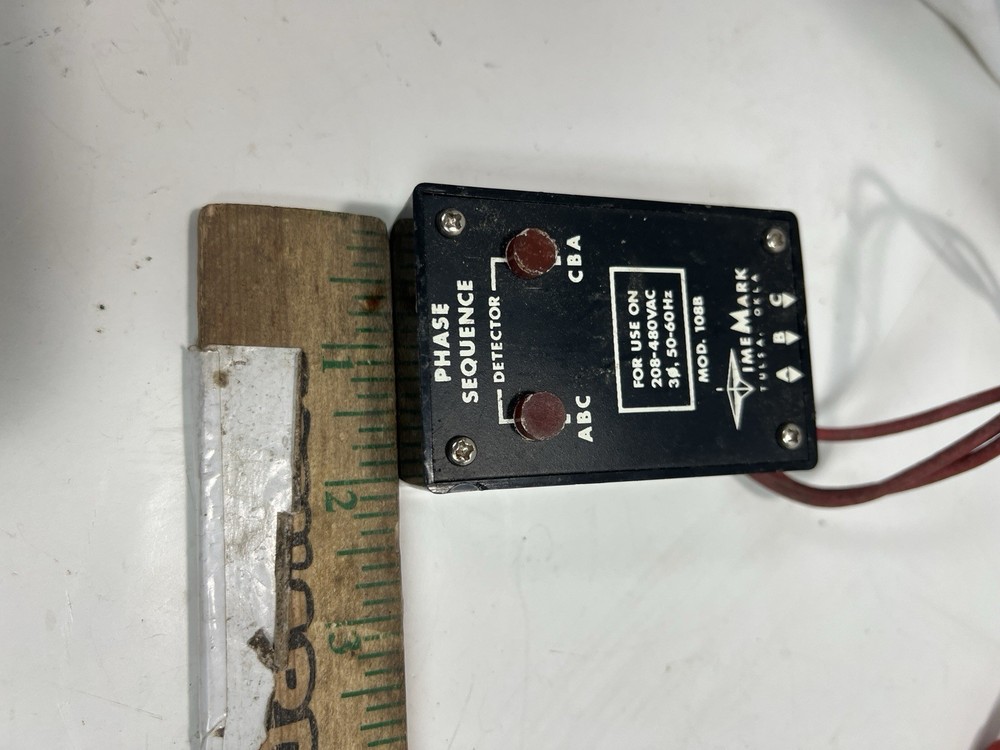 PHASE
SEQUENCE
DETECTOR
ABC CBA
FOR USE ON
208-480VAC
3Ø, 50-60Hz
MOD. 108B
TIMEMARK
TULSA, OKLA
A B C
1
2
3